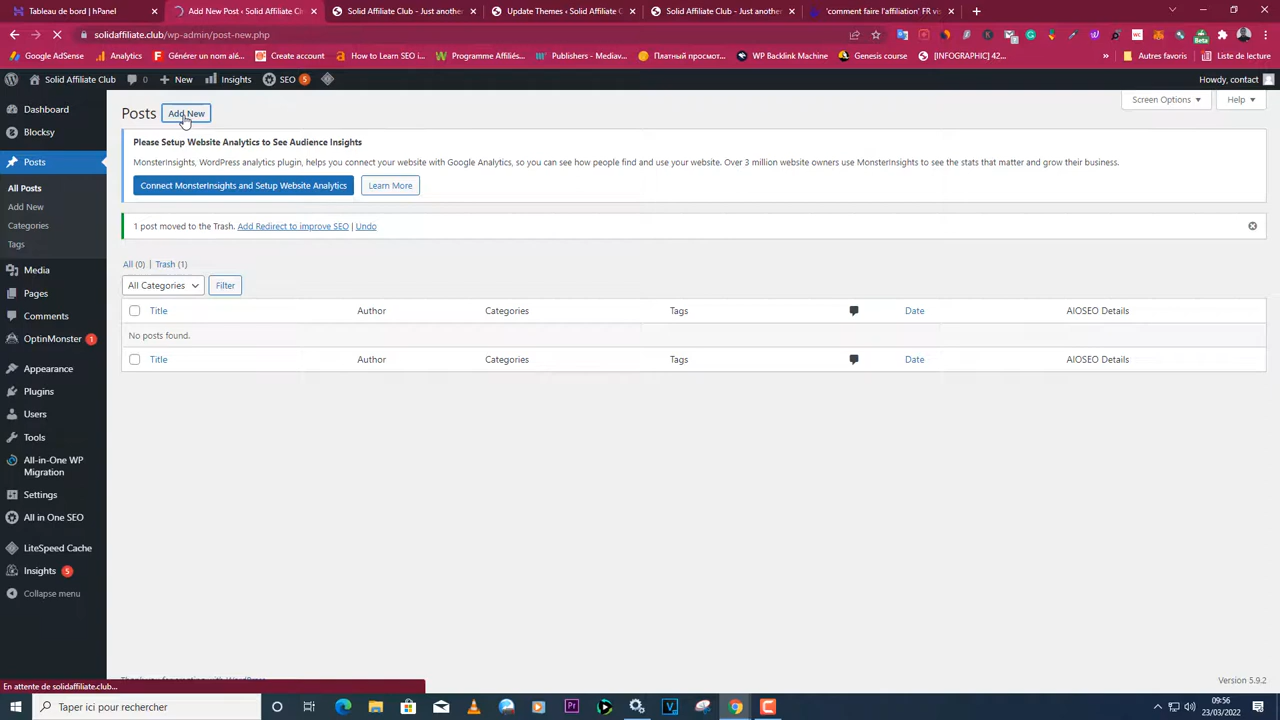 Tableau de bord | hPanel
Add New Post ‹ Solid Affiliate Cl
Solid Affiliate Club - Just anothe
Update Themes ‹ Solid Affiliate C
Solid Affiliate Club - Just anothe
'comment faire l'affiliation' FR vi
solidaffiliate.club/wp-admin/post-new.php
Google AdSense
Analytics
Générer un nom alé...
Create account
How to Learn SEO i...
Programme Affiliés...
Publishers - Mediav...
Платный просмотр...
WP Backlink Machine
Genesis course
[INFOGRAPHIC] 42...
»
Autres favoris
Liste de lecture
Solid Affiliate Club
0
New
Insights
SEO 5
Howdy, contact
Dashboard
Blocksy
Posts
All Posts
Add New
Categories
Tags
Media
Pages
Comments
OptinMonster 1
Appearance
Plugins
Users
Tools
All-in-One WP
Migration
Settings
All in One SEO
LiteSpeed Cache
Insights 5
Collapse menu
Screen Options
Help
Posts Add New
Please Setup Website Analytics to See Audience Insights
MonsterInsights, WordPress analytics plugin, helps you connect your website with Google Analytics, so you can see how people find and use your website. Over 3 million website owners use MonsterInsights to see the stats that matter and grow their business.
Connect MonsterInsights and Setup Website Analytics
Learn More
1 post moved to the Trash. Add Redirect to improve SEO | Undo
All (0) | Trash (1)
All Categories
Filter
Title Author Categories Tags Date AIOSEO Details
No posts found.
Title Author Categories Tags Date AIOSEO Details
Version 5.9.2
En attente de solidaffiliate.club...
Taper ici pour rechercher
09:56
23/03/2022